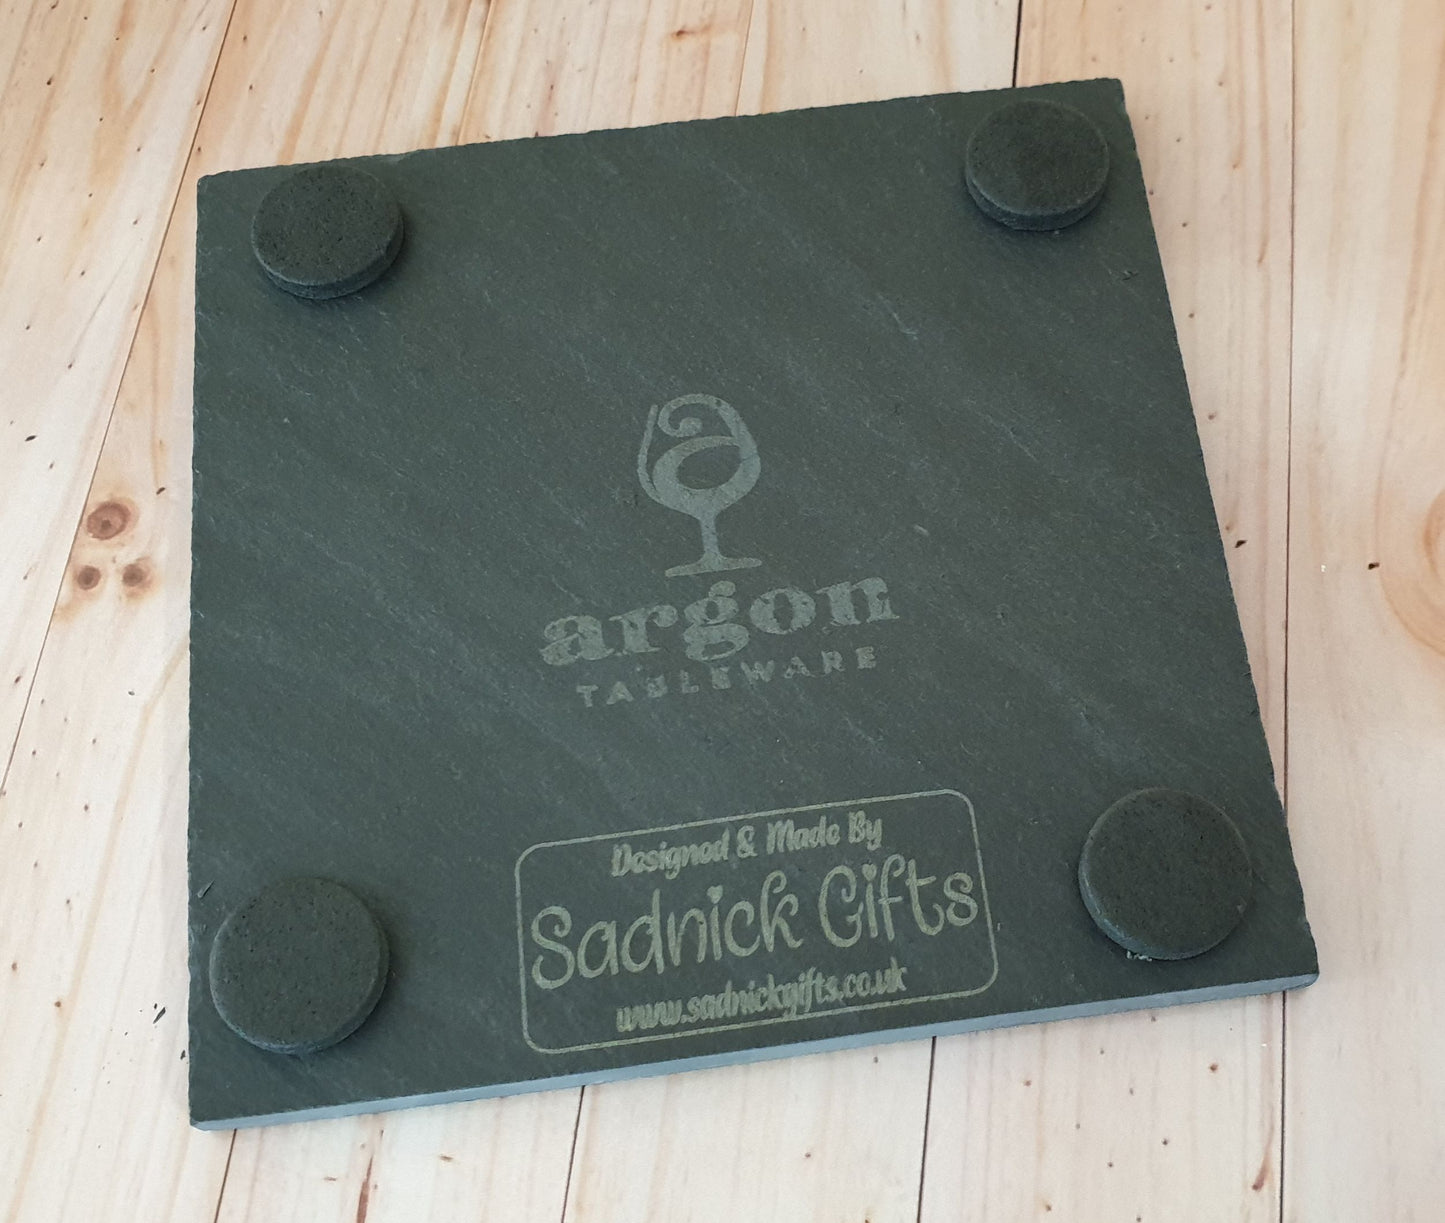 argon
TABLEWARE
Designed & Made By
Sadnick Gifts
www.sadnickgifts.co.uk